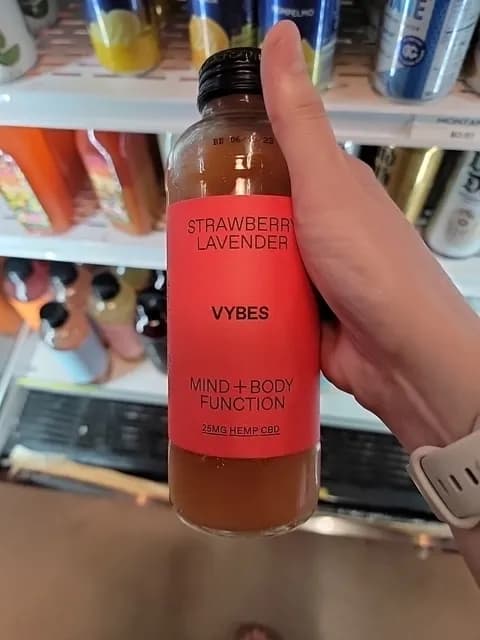 STRAWBERRY
LAVENDER
VYBES
MIND+BODY
FUNCTION
25MG HEMP CBD